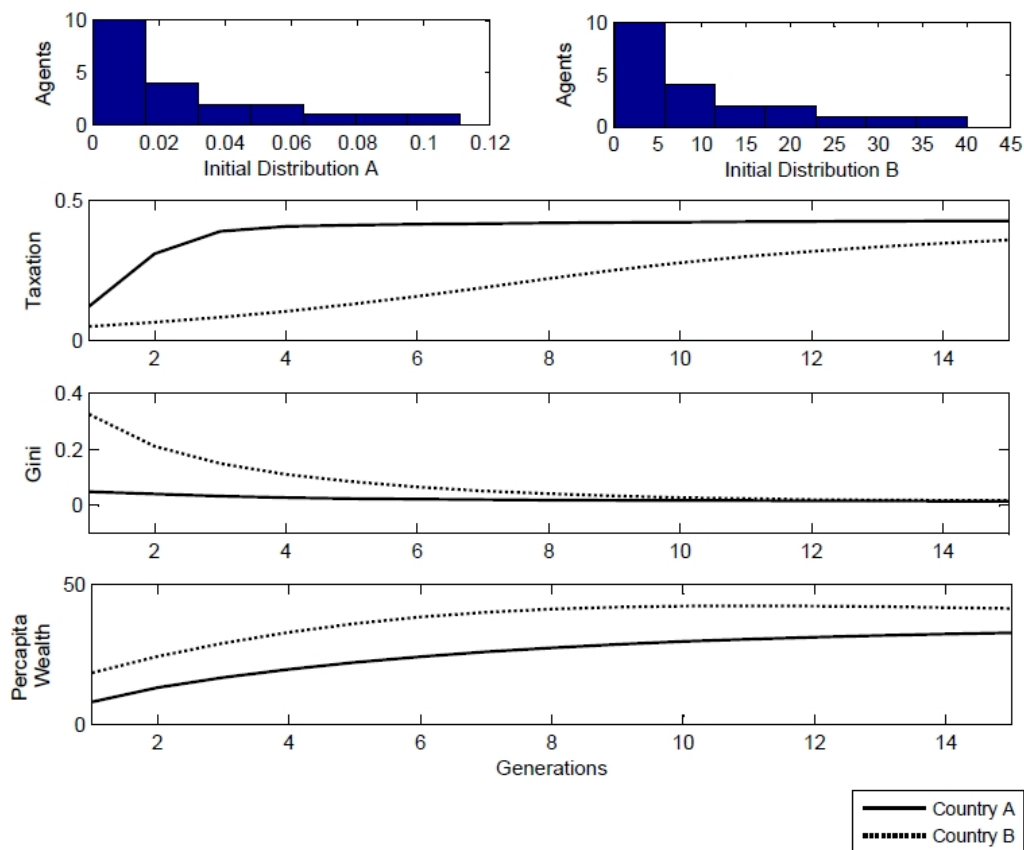 10
5
0
Agents
0 0.02 0.04 0.06 0.08 0.1 0.12
Initial Distribution A
10
5
0
Agents
0 5 10 15 20 25 30 35 40 45
Initial Distribution B
0.5
0
Taxation
2 4 6 8 10 12 14
0.4
0.2
0
Gini
2 4 6 8 10 12 14
50
0
Percapita
Wealth
2 4 6 8 10 12 14
Generations
Country A
Country B